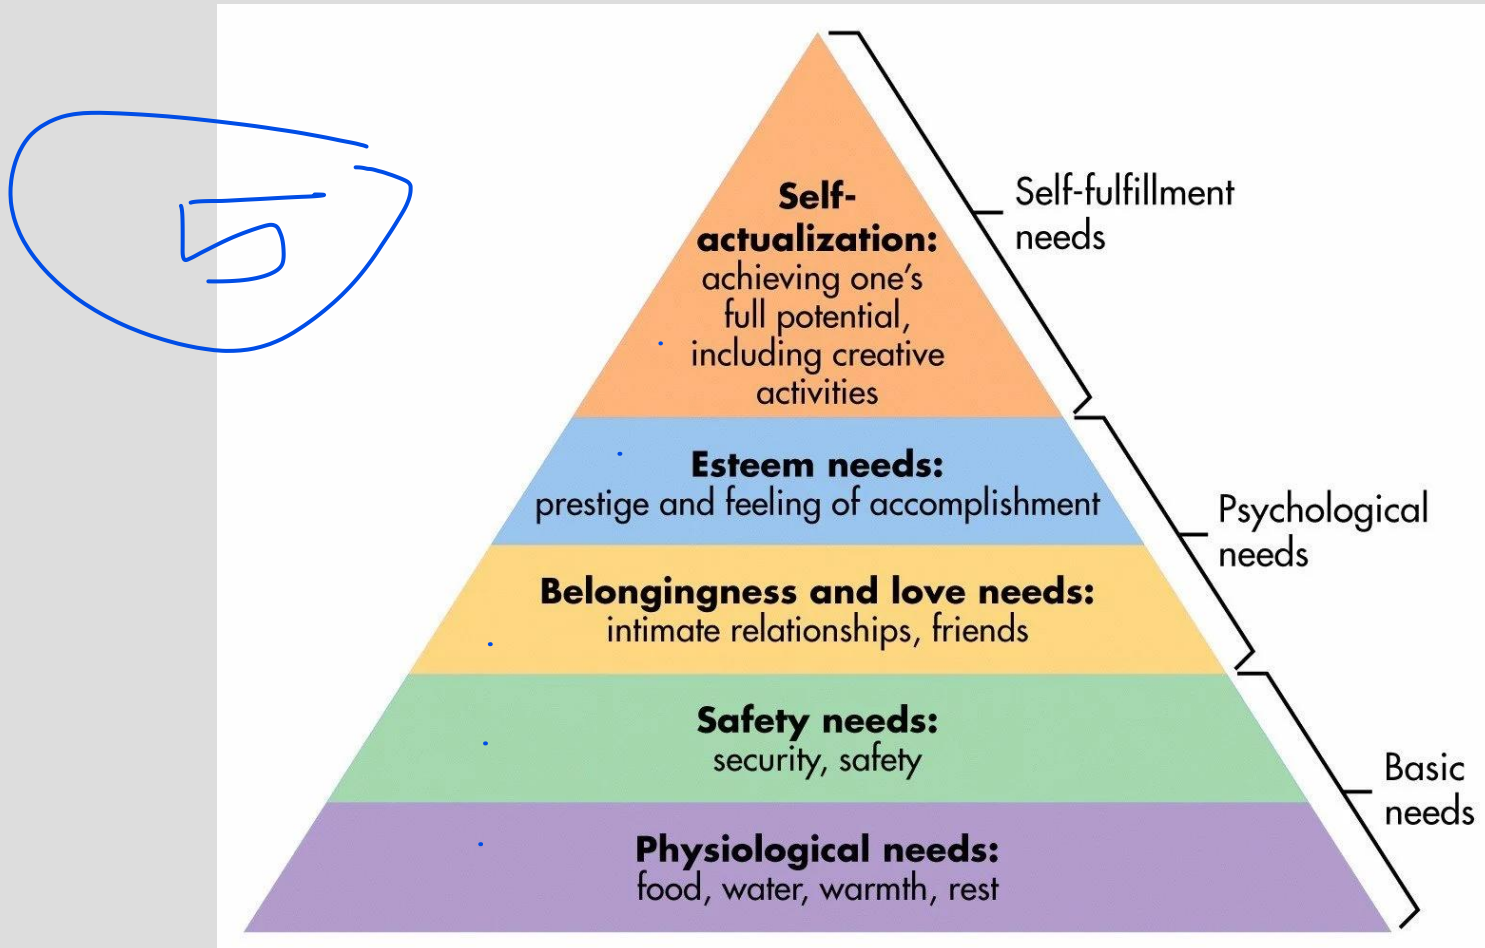 5
Self-
actualization:
achieving one's
full potential,
including creative
activities
Self-fulfillment
needs
Esteem needs:
prestige and feeling of accomplishment
Belongingness and love needs:
intimate relationships, friends
Psychological
needs
Safety needs:
security, safety
Physiological needs:
food, water, warmth, rest
Basic
needs